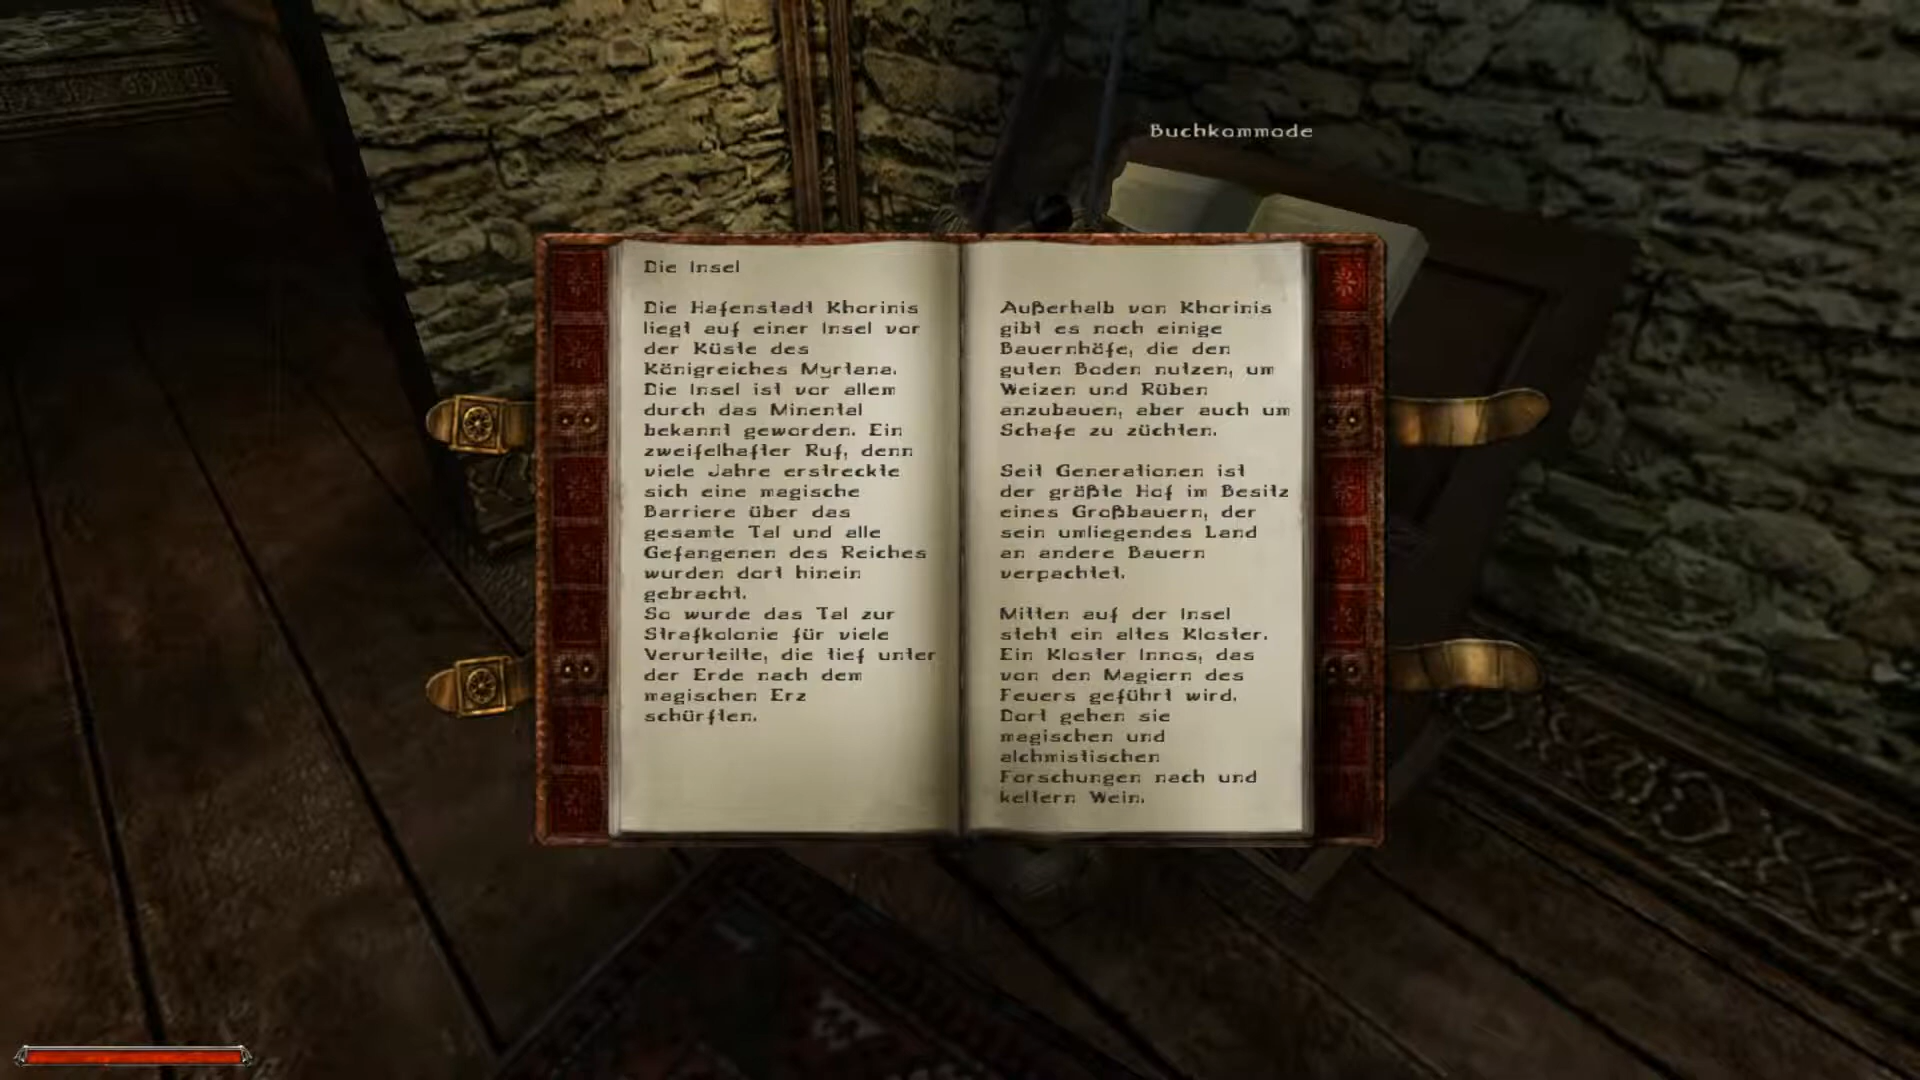 Buchkommode
Die Insel
Die Hafenstadt Khorinis
liegt auf einer Insel vor
der Küste des
Königreiches Myrtana.
Die Insel ist vor allem
durch das Minental
bekannt geworden. Ein
zweifelhafter Ruf, denn
viele Jahre erstreckte
sich eine magische
Barriere über das
gesamte Tal und alle
Gefangenen des Reiches
wurden dort hinein
gebracht.
So wurde das Tal zur
Strafkolonie für viele
Verurteilte, die tief unter
der Erde nach dem
magischen Erz
schürften.
Außerhalb von Khorinis
gibt es noch einige
Bauernhöfe, die den
guten Boden nutzen, um
Weizen und Rüben
anzubauen, aber auch um
Schafe zu züchten.
Seit Generationen ist
der größte Hof im Besitz
eines Großbauern, der
sein umliegendes Land
an andere Bauern
verpachtet.
Mitten auf der Insel
steht ein altes Kloster.
Ein Kloster Innos, das
von den Magiern des
Feuers geführt wird.
Dort gehen sie
magischen und
alchmistischen
Forschungen nach und
keltern Wein.